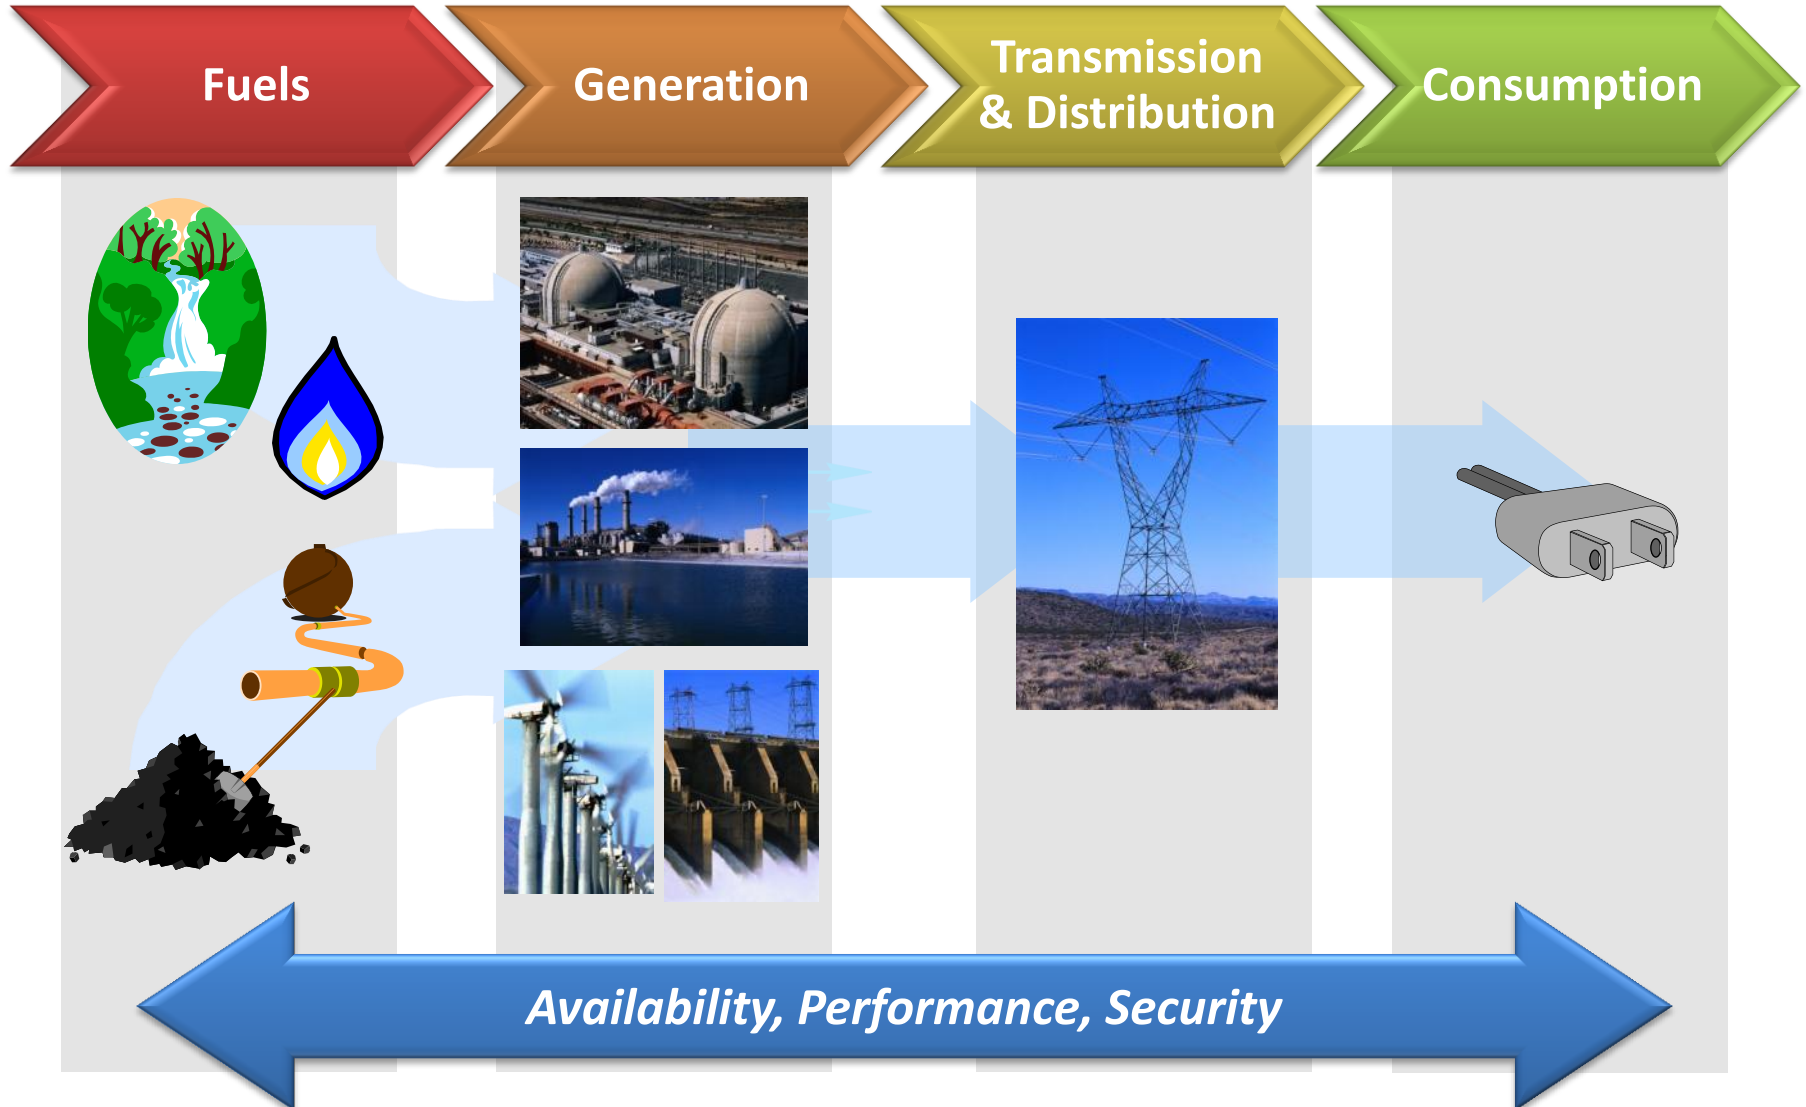 Fuels
Generation
Transmission
& Distribution
Consumption
Availability, Performance, Security